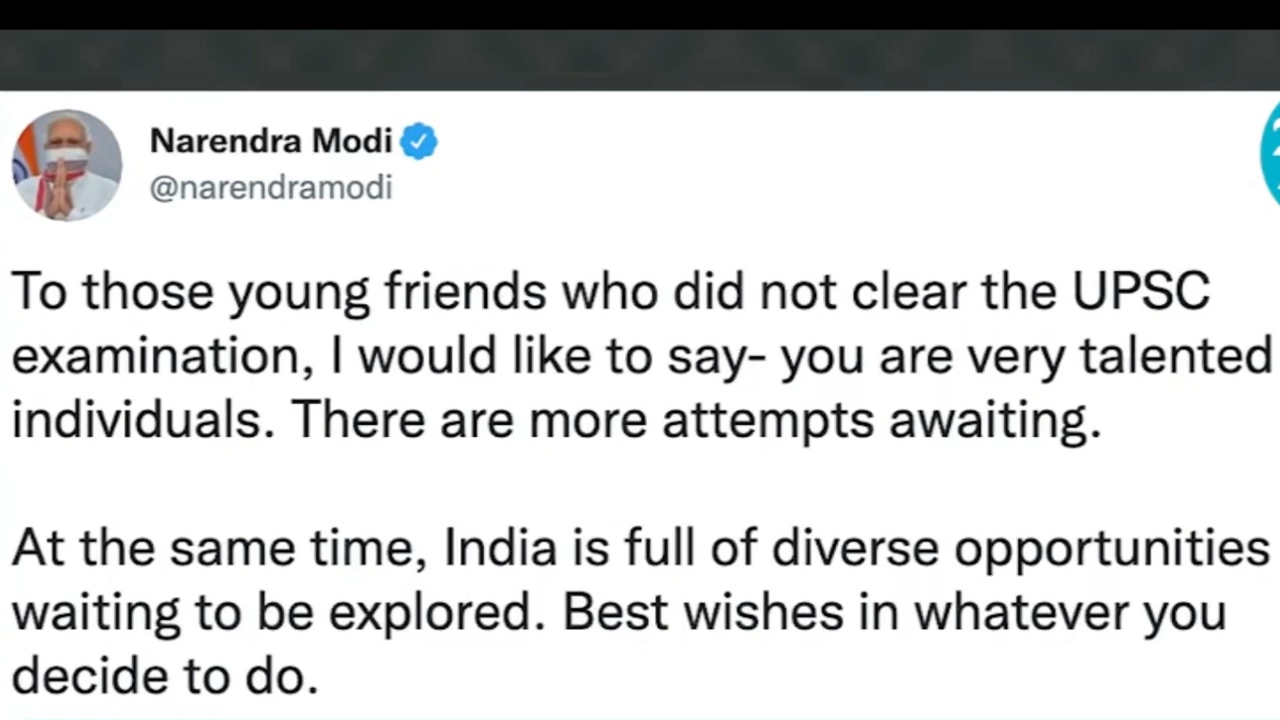 Narendra Modi
@narendramodi
To those young friends who did not clear the UPSC
examination, I would like to say- you are very talented
individuals. There are more attempts awaiting.
At the same time, India is full of diverse opportunities
waiting to be explored. Best wishes in whatever you
decide to do.